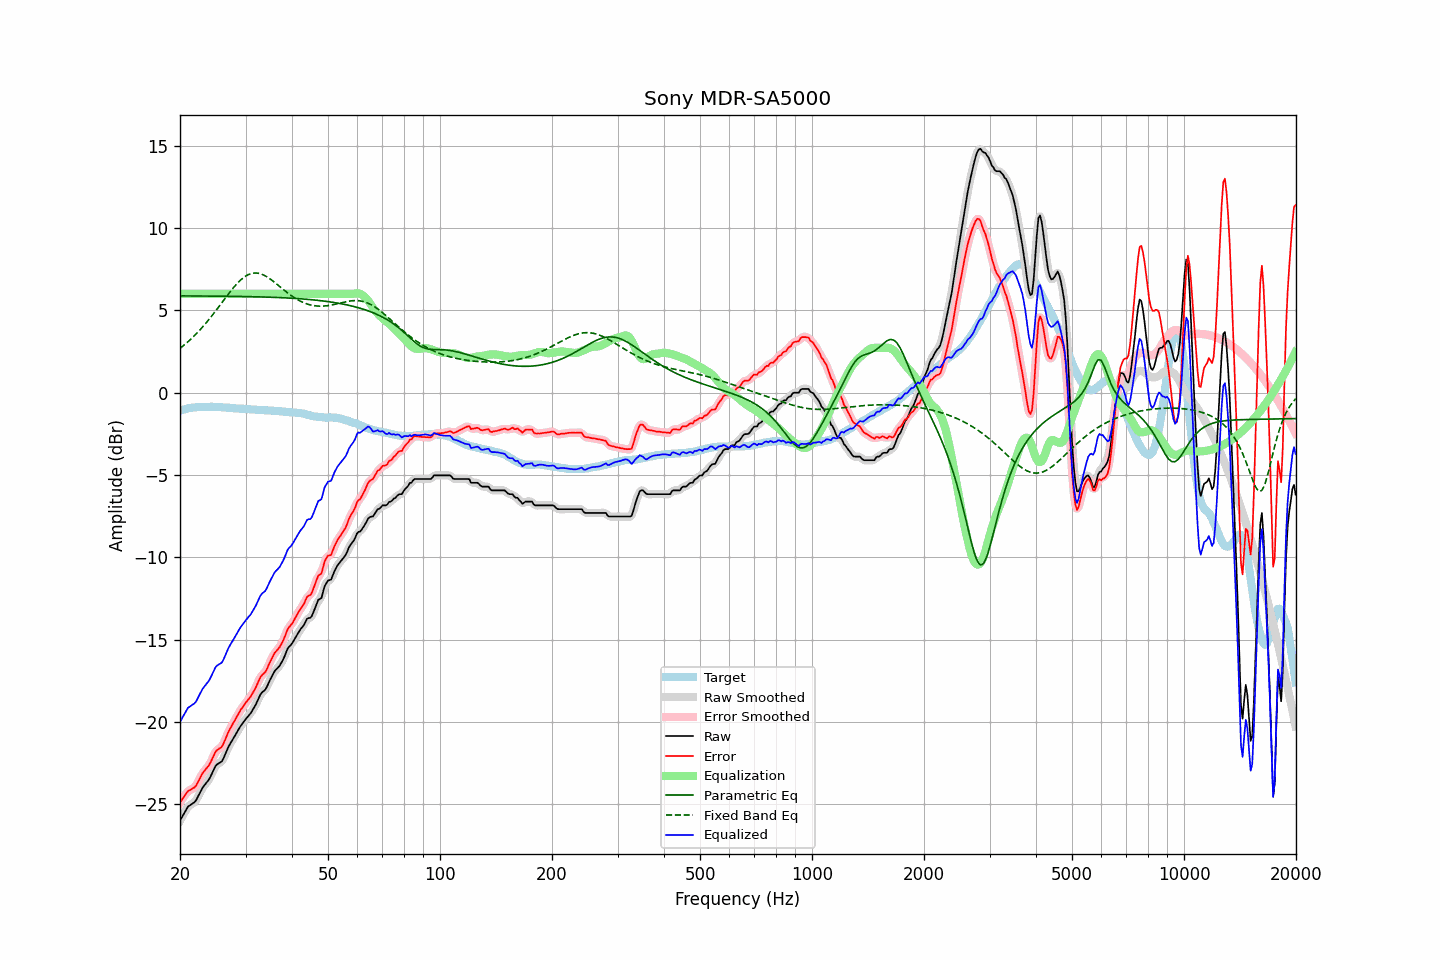 Sony MDR-SA5000
Amplitude (dBr)
15
10
5
0
−5
−10
−15
−20
−25
Target
Raw Smoothed
Error Smoothed
Raw
Error
Equalization
Parametric Eq
Fixed Band Eq
Equalized
20 50 100 200 500 1000 2000 5000 10000 20000
Frequency (Hz)